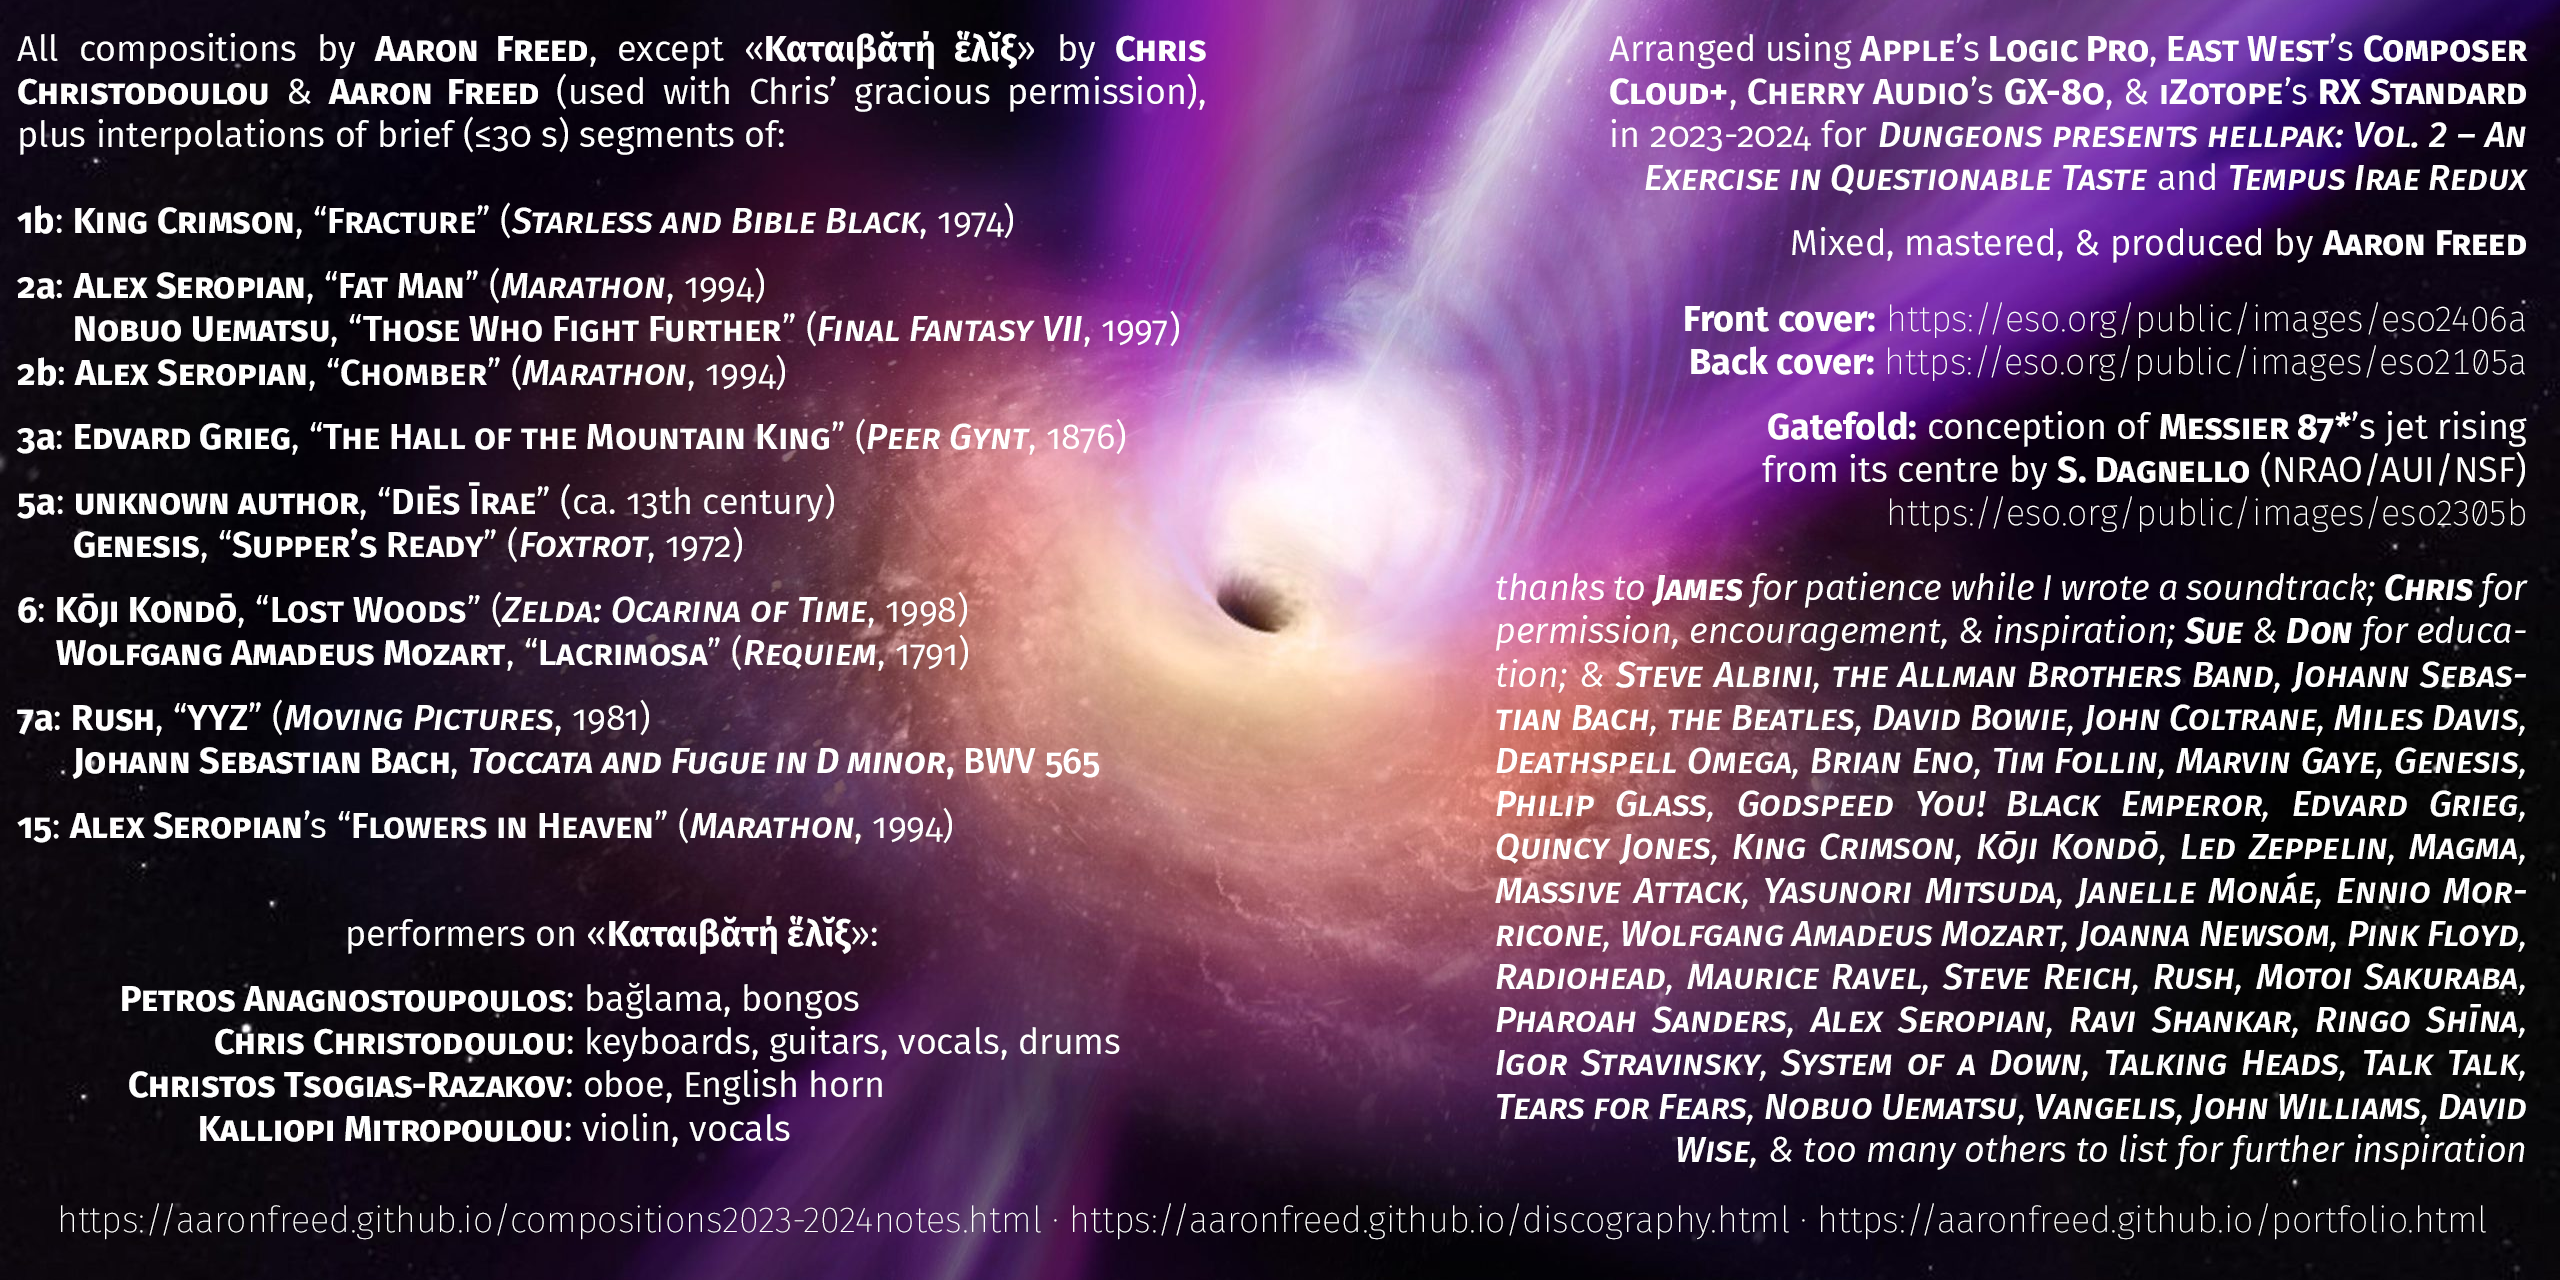 All compositions by Aaron Freed, except «Καταιβᾰτή ἕλῐξ» by Chris
Christodoulou & Aaron Freed (used with Chris’ gracious permission),
plus interpolations of brief (≤30 s) segments of:
1b: King Crimson, “Fracture” (Starless and Bible Black, 1974)
2a: Alex Seropian, “Fat Man” (Marathon, 1994)
Nobuo Uematsu, “Those Who Fight Further” (Final Fantasy VII, 1997)
2b: Alex Seropian, “Chomber” (Marathon, 1994)
3a: Edvard Grieg, “The Hall of the Mountain King” (Peer Gynt, 1876)
5a: unknown author, “Diēs Īrae” (ca. 13th century)
Genesis, “Supper’s Ready” (Foxtrot, 1972)
6: Kōji Kondō, “Lost Woods” (Zelda: Ocarina of Time, 1998)
Wolfgang Amadeus Mozart, “Lacrimosa” (Requiem, 1791)
7a: Rush, “YYZ” (Moving Pictures, 1981)
Johann Sebastian Bach, Toccata and Fugue in D minor, BWV 565
15: Alex Seropian’s “Flowers in Heaven” (Marathon, 1994)
performers on «Καταιβᾰτή ἕλῐξ»:
Petros Anagnostoupoulos: bağlama, bongos
Chris Christodoulou: keyboards, guitars, vocals, drums
Christos Tsogias-Razakov: oboe, English horn
Kalliopi Mitropoulou: violin, vocals
Arranged using Apple’s Logic Pro, East West’s Composer
Cloud+, Cherry Audio’s GX-80, & iZotope’s RX Standard
in 2023-2024 for Dungeons presents hellpak: Vol. 2 – An
Exercise in Questionable Taste and Tempus Irae Redux
Mixed, mastered, & produced by Aaron Freed
Front cover: https://eso.org/public/images/eso2406a
Back cover: https://eso.org/public/images/eso2105a
Gatefold: conception of Messier 87*’s jet rising
from its centre by S. Dagnello (NRAO/AUI/NSF)
https://eso.org/public/images/eso2305b
thanks to James for patience while I wrote a soundtrack; Chris for
permission, encouragement, & inspiration; Sue & Don for educa-
tion; & Steve Albini, the Allman Brothers Band, Johann Sebas-
tian Bach, the Beatles, David Bowie, John Coltrane, Miles Davis,
Deathspell Omega, Brian Eno, Tim Follin, Marvin Gaye, Genesis,
Philip Glass, Godspeed You! Black Emperor, Edvard Grieg,
Quincy Jones, King Crimson, Kōji Kondō, Led Zeppelin, Magma,
Massive Attack, Yasunori Mitsuda, Janelle Monáe, Ennio Mor-
ricone, Wolfgang Amadeus Mozart, Joanna Newsom, Pink Floyd,
Radiohead, Maurice Ravel, Steve Reich, Rush, Motoi Sakuraba,
Pharoah Sanders, Alex Seropian, Ravi Shankar, Ringo Shīna,
Igor Stravinsky, System of a Down, Talking Heads, Talk Talk,
Tears for Fears, Nobuo Uematsu, Vangelis, John Williams, David
Wise, & too many others to list for further inspiration
https://aaronfreed.github.io/compositions2023-2024notes.html · https://aaronfreed.github.io/discography.html · https://aaronfreed.github.io/portfolio.html